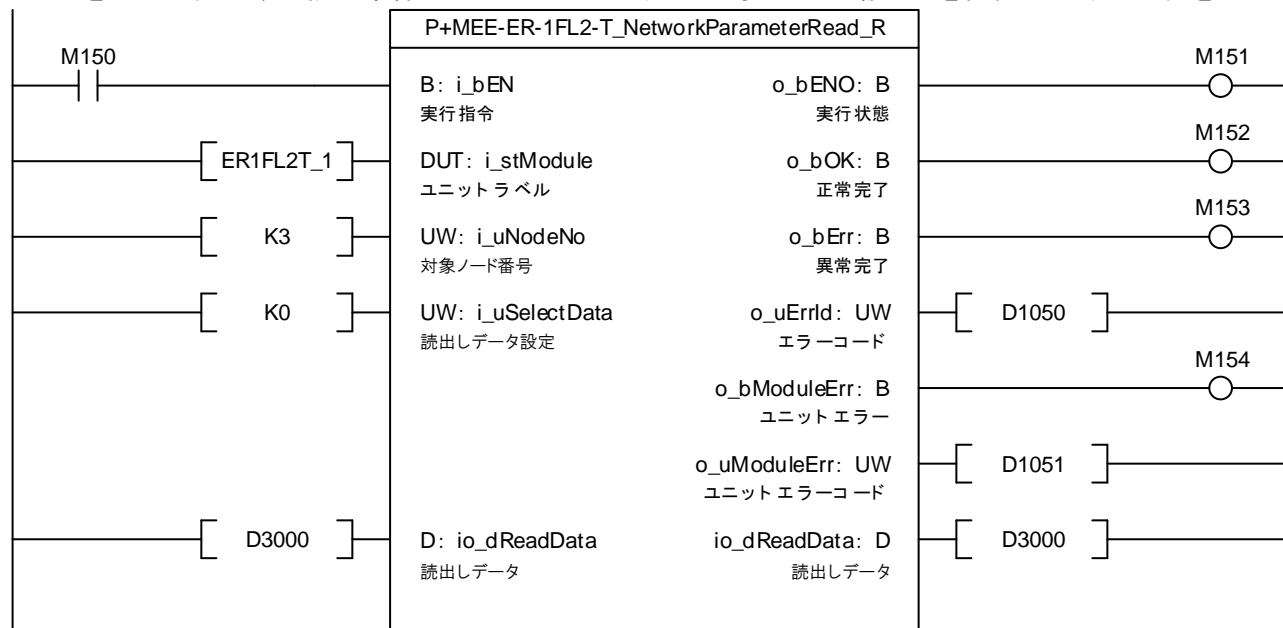 P+MEE-ER-1FL2-T_NetworkParameterRead_R
M150
B: i_bEN
実行指令
o_bENO: B
実行状態
M151
ER1FL2T_1
DUT: i_stModule
ユニットラベル
o_bOK: B
正常完了
M152
K3
UW: i_uNodeNo
対象ノード番号
o_bErr: B
異常完了
M153
K0
UW: i_uSelectData
読出しデータ設定
o_uErrId: UW
エラーコード
D1050
o_bModuleErr: B
ユニットエラー
M154
o_uModuleErr: UW
ユニットエラーコード
D1051
D3000
D: io_dReadData
読出しデータ
io_dReadData: D
読出しデータ
D3000